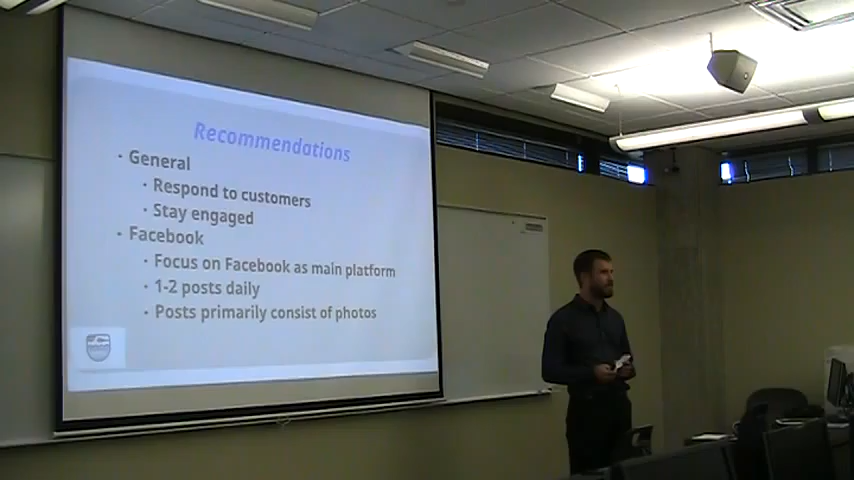 Recommendations
· General
· Respond to customers
· Stay engaged
· Facebook
· Focus on Facebook as main platform
· 1-2 posts daily
· Posts primarily consist of photos